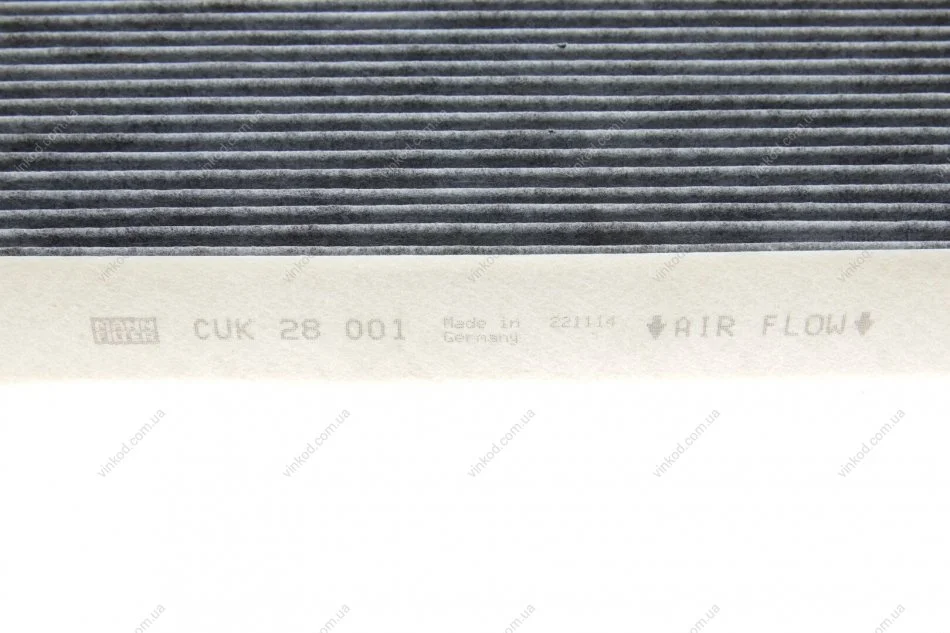 MANN
FILTER
CUK 28 001
Made in
Germany
221114
AIR FLOW
vinkod.com.ua